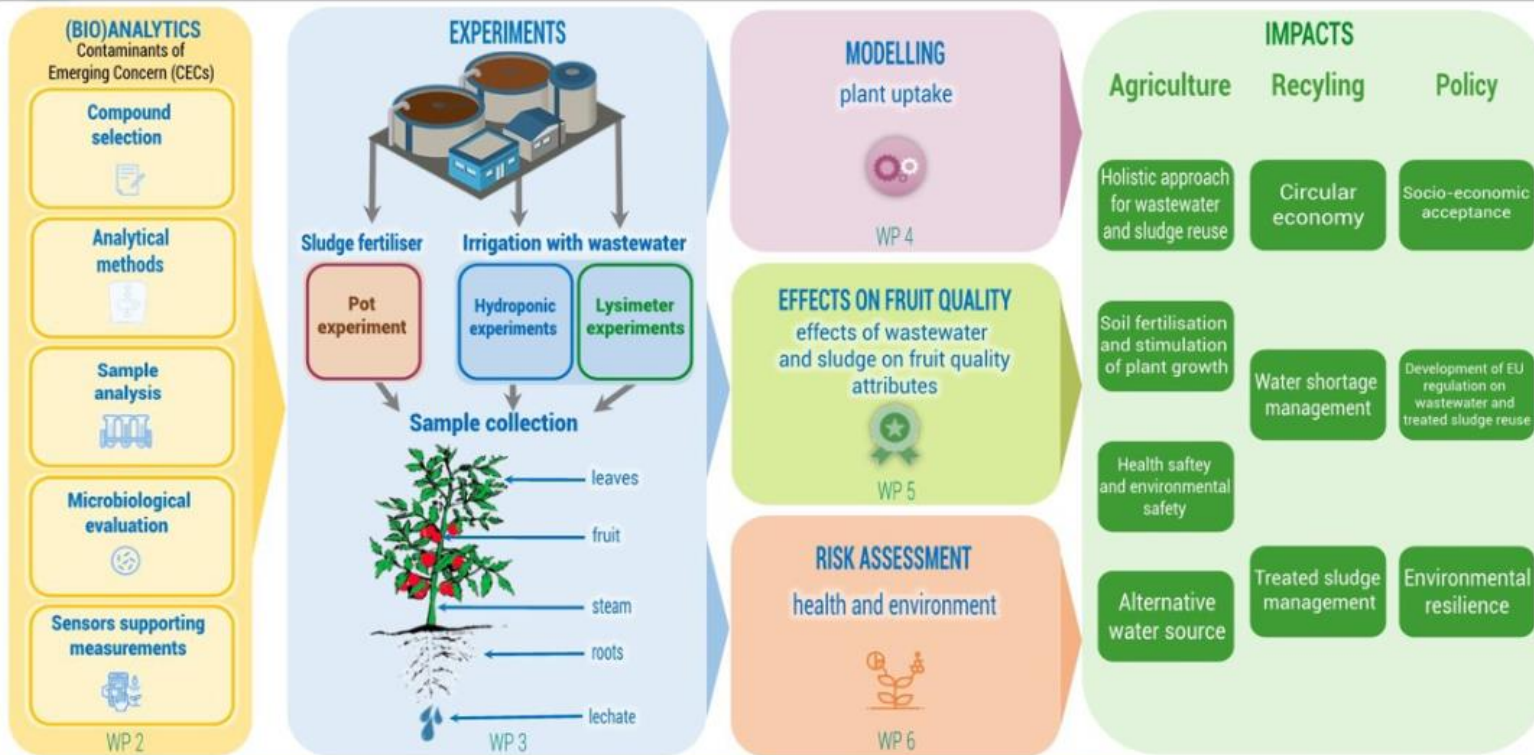 (BIO)ANALYTICS
Contaminants of
Emerging Concern (CECs)
Compound
selection
Analytical
methods
Sample
analysis
Microbiological
evaluation
Sensors supporting
measurements
WP 2
EXPERIMENTS
Sludge fertiliser
Irrigation with wastewater
Pot
experiment
Hydroponic
experiments
Lysimeter
experiments
Sample collection
leaves
fruit
steam
roots
lechate
WP 3
MODELLING
plant uptake
WP 4
EFFECTS ON FRUIT QUALITY
effects of wastewater
and sludge on fruit quality
attributes
WP 5
RISK ASSESSMENT
health and environment
WP 6
IMPACTS
Agriculture
Holistic approach
for wastewater
and sludge reuse
Soil fertilisation
and stimulation
of plant growth
Health saftey
and environmental
safety
Alternative
water source
Recyling
Circular
economy
Water shortage
management
Treated sludge
management
Policy
Socio-economic
acceptance
Development of EU
regulation on
wastewater and
treated sludge reuse
Environmental
resilience